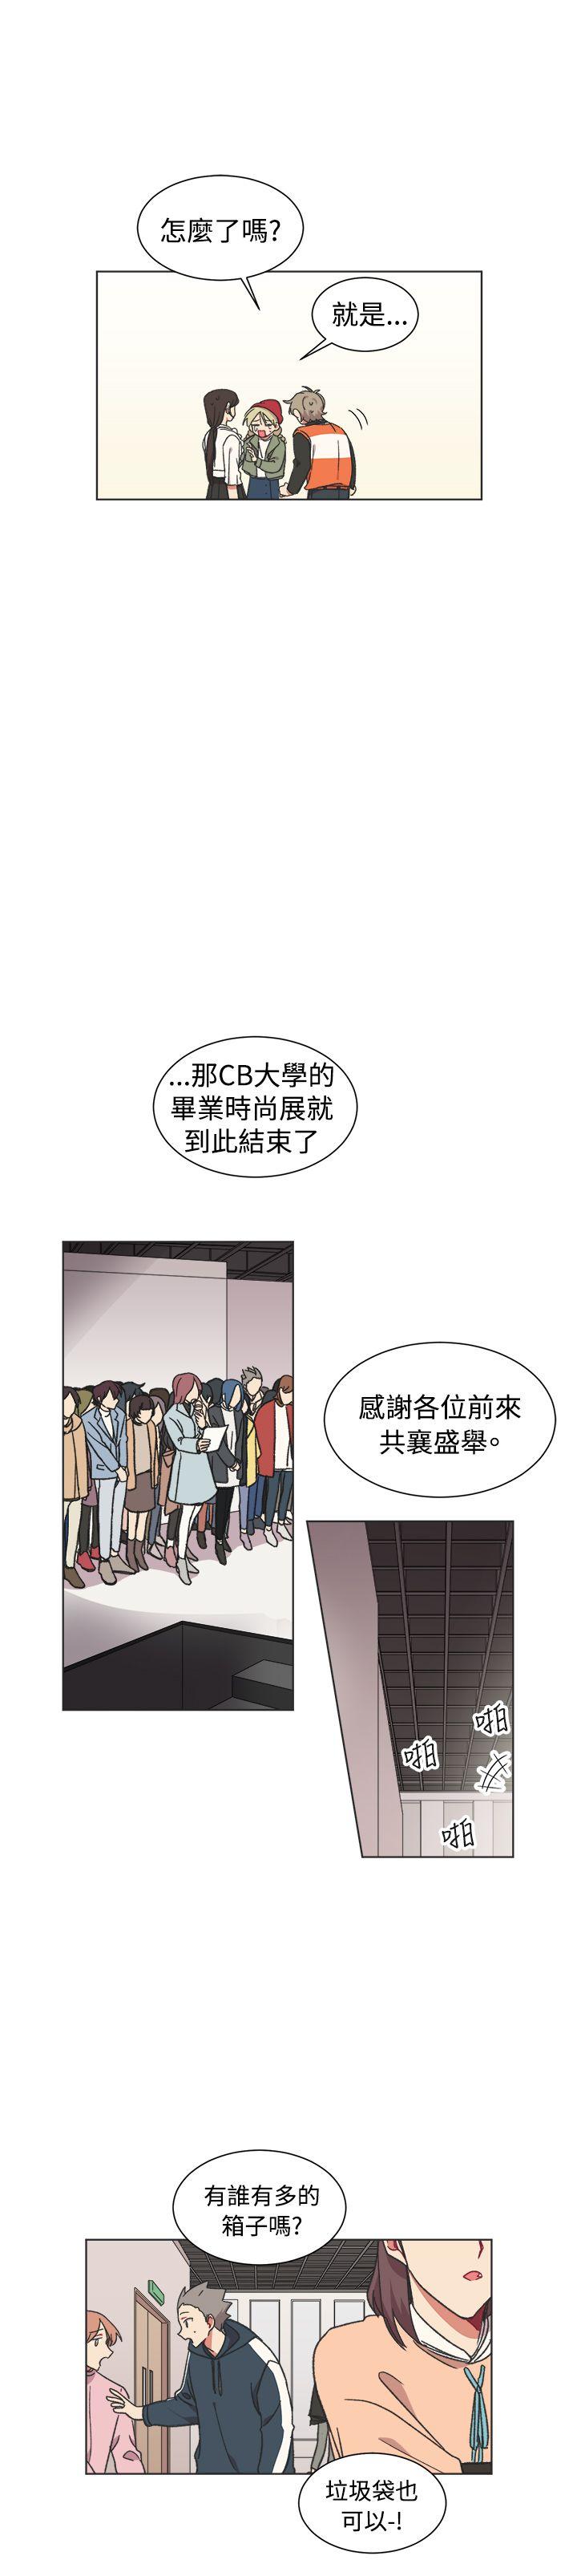 怎麼了嗎?
就是...
...那CB大學的
畢業時尚展就
到此結束了
感謝各位前來
共襄盛舉。
啪
啪
啪
有誰有多的
箱子嗎?
垃圾袋也
可以-!